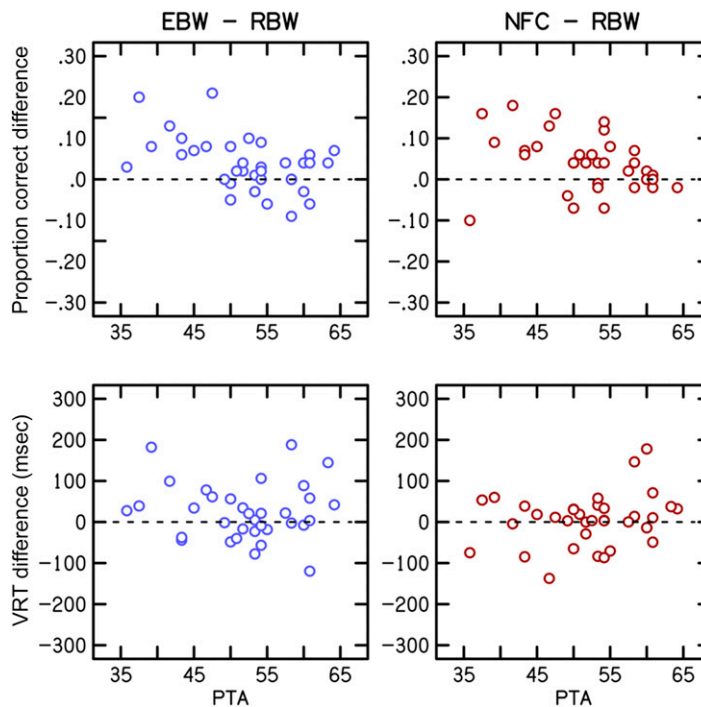 EBW – RBW
NFC – RBW
Proportion correct difference
.30
.20
.10
.0
–.10
–.20
–.30
35 45 55 65
.30
.20
.10
.0
–.10
–.20
–.30
35 45 55 65
VRT difference (msec)
300
200
100
0
–100
–200
–300
35 45 55 65
PTA
300
200
100
0
–100
–200
–300
35 45 55 65
PTA